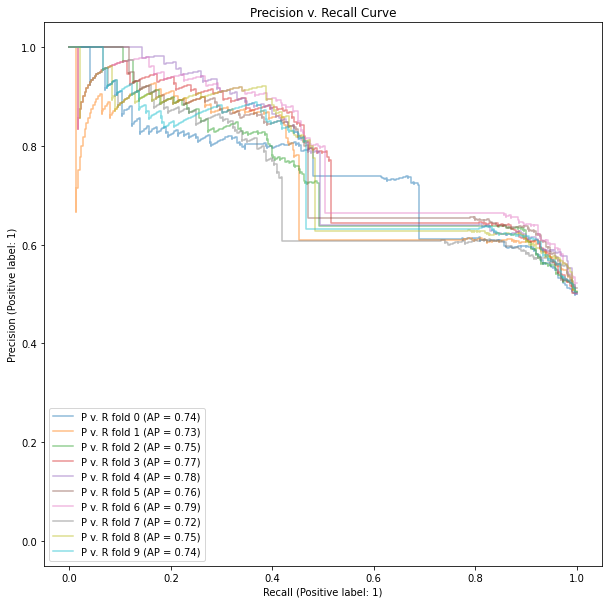 Precision v. Recall Curve
Precision (Positive label: 1)
1.0
0.8
0.6
0.4
0.2
0.0
P v. R fold 0 (AP = 0.74)
P v. R fold 1 (AP = 0.73)
P v. R fold 2 (AP = 0.75)
P v. R fold 3 (AP = 0.77)
P v. R fold 4 (AP = 0.78)
P v. R fold 5 (AP = 0.76)
P v. R fold 6 (AP = 0.79)
P v. R fold 7 (AP = 0.72)
P v. R fold 8 (AP = 0.75)
P v. R fold 9 (AP = 0.74)
0.0 0.2 0.4 0.6 0.8 1.0
Recall (Positive label: 1)